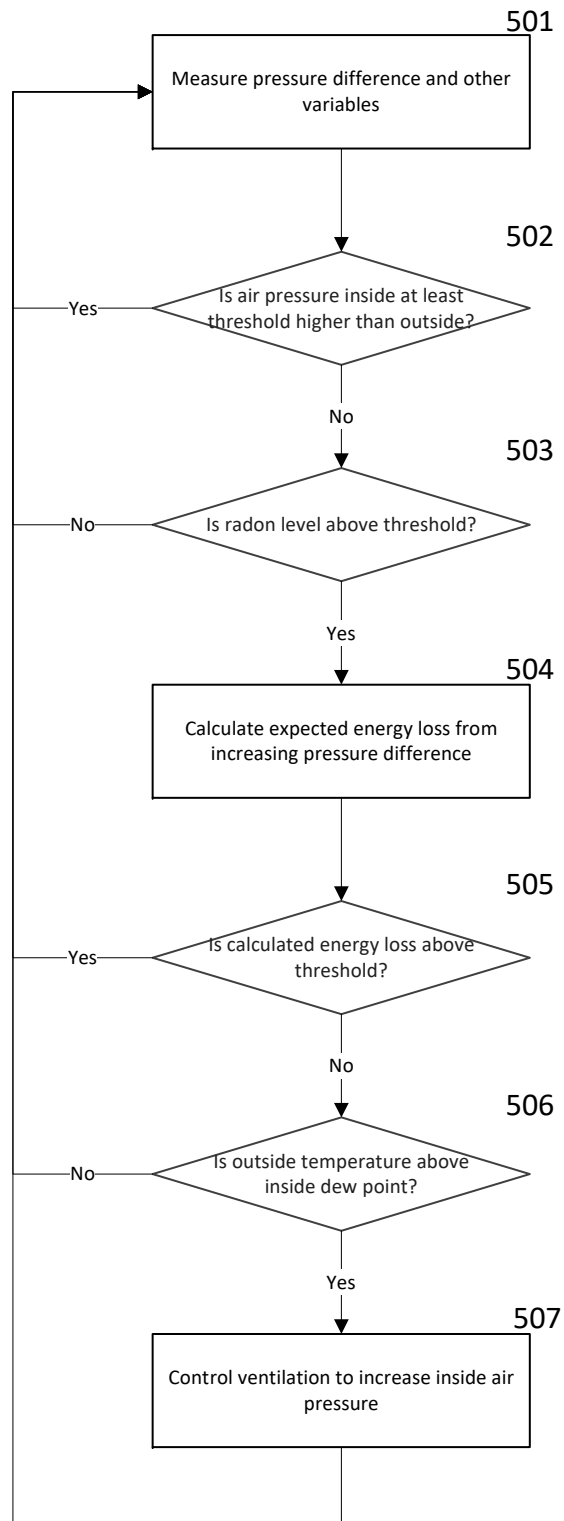 501
Measure pressure difference and other
variables
502
Is air pressure inside at least
threshold higher than outside?
Yes
No
503
Is radon level above threshold?
No
Yes
504
Calculate expected energy loss from
increasing pressure difference
505
Is calculated energy loss above
threshold?
Yes
No
506
Is outside temperature above
inside dew point?
No
Yes
507
Control ventilation to increase inside air
pressure